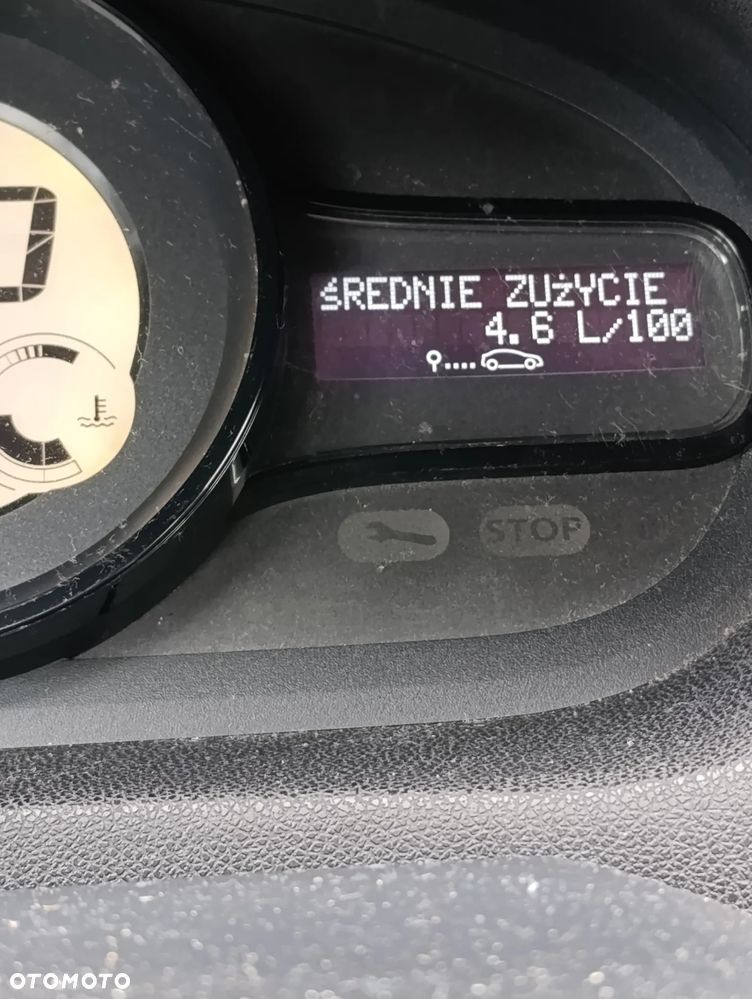 ŚREDNIE ZUŻYCIE
4.6 L/100
STOP
OTOMOTO